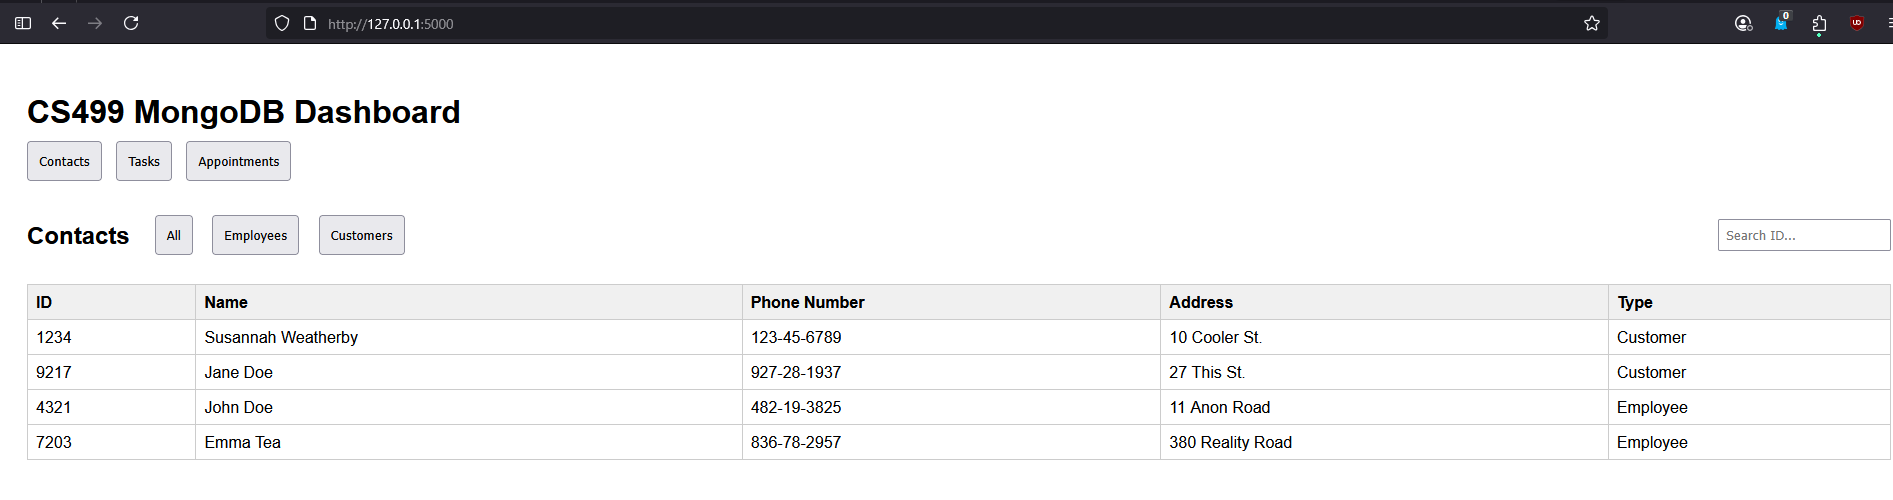 http://127.0.0.1:5000
0
CS499 MongoDB Dashboard
Contacts Tasks Appointments
Contacts All Employees Customers Search ID...
ID Name Phone Number Address Type
1234 Susannah Weatherby 123-45-6789 10 Cooler St. Customer
9217 Jane Doe 927-28-1937 27 This St. Customer
4321 John Doe 482-19-3825 11 Anon Road Employee
7203 Emma Tea 836-78-2957 380 Reality Road Employee